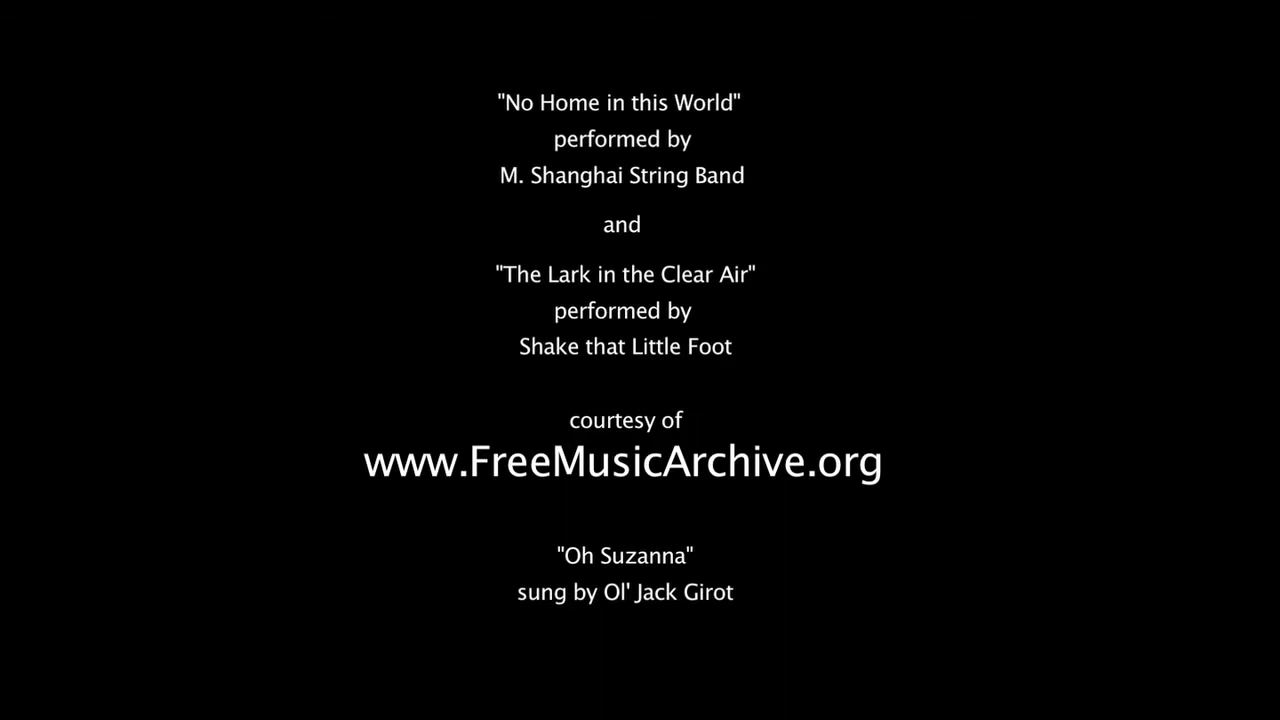 "No Home in this World"
performed by
M. Shanghai String Band
and
"The Lark in the Clear Air"
performed by
Shake that Little Foot
courtesy of
www.FreeMusicArchive.org
"Oh Suzanna"
sung by Ol' Jack Girot